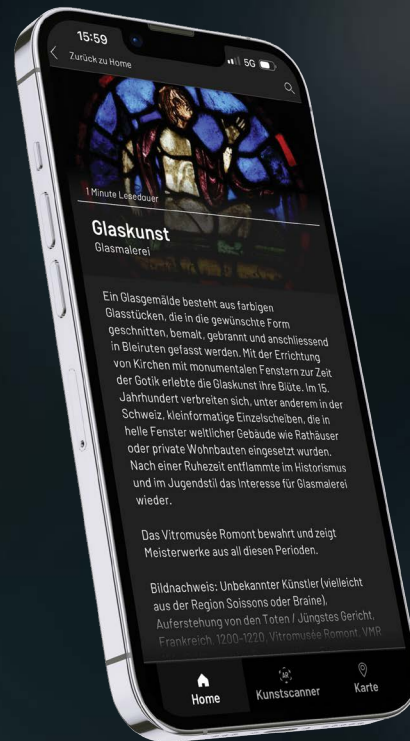 15:59
5G
Zurück zu Home
1 Minute Lesedauer
Glaskunst
Glasmalerei
Ein Glasgemälde besteht aus farbigen
Glasstücken, die in die gewünschte Form
geschnitten, bemalt, gebrannt und anschliessend
in Bleiruten gefasst werden. Mit der Errichtung
von Kirchen mit monumentalen Fenstern zur Zeit
der Gotik erlebte die Glaskunst ihre Blüte. Im 15.
Jahrhundert verbreiten sich, unter anderem in der
Schweiz, kleinformatige Einzelscheiben, die in
helle Fenster weltlicher Gebäude wie Rathäuser
oder private Wohnbauten eingesetzt wurden.
Nach einer Ruhezeit entflammte im Historismus
und im Jugendstil das Interesse für Glasmalerei
wieder.
Das Vitromusée Romont bewahrt und zeigt
Meisterwerke aus all diesen Perioden.
Bildnachweis: Unbekannter Künstler (vielleicht
aus der Region Soissons oder Braine),
Auferstehung von den Toten / Jüngstes Gericht,
Frankreich, 1200-1220, Vitromusée Romont, VMR
Home
AR
Kunstscanner
Karte